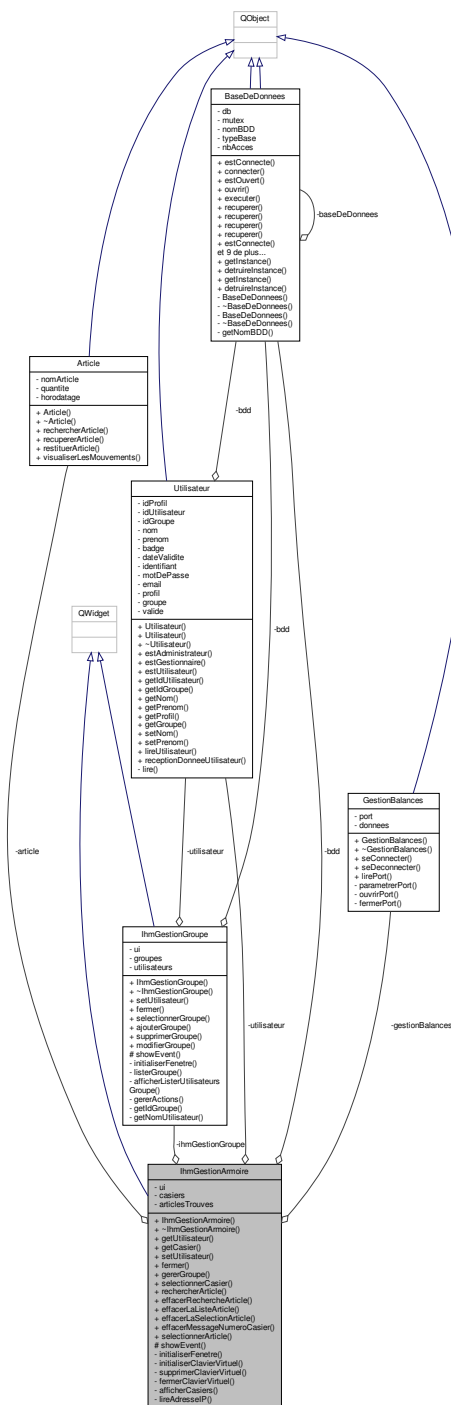 QObject
BaseDeDonnees
- db
- mutex
- nomBDD
- typeBase
- nbAcces
+ estConnecte()
+ connecter()
+ estOuvert()
+ ouvrir()
+ executer()
+ recuperer()
+ recuperer()
+ recuperer()
+ recuperer()
+ estConnecte()
et 9 de plus...
+ getInstance()
+ detruireInstance()
+ getInstance()
+ detruireInstance()
- BaseDeDonnees()
- ~BaseDeDonnees()
- BaseDeDonnees()
- ~BaseDeDonnees()
- getNomBDD()
-baseDeDonnees
Article
- nomArticle
- quantite
- horodatage
+ Article()
+ ~Article()
+ rechercherArticle()
+ recupererArticle()
+ restituerArticle()
+ visualiserLesMouvements()
-bdd
Utilisateur
- idProfil
- idUtilisateur
- idGroupe
- nom
- prenom
- badge
- dateValidite
- identifiant
- motDePasse
- email
- profil
- groupe
- valide
+ Utilisateur()
+ Utilisateur()
+ ~Utilisateur()
+ estAdministrateur()
+ estGestionnaire()
+ estUtilisateur()
+ getIdUtilisateur()
+ getIdGroupe()
+ getNom()
+ getPrenom()
+ getProfil()
+ getGroupe()
+ setNom()
+ setPrenom()
+ lireUtilisateur()
+ receptionDonneeUtilisateur()
- lire()
QWidget
-bdd
GestionBalances
- port
- donnees
+ GestionBalances()
+ ~GestionBalances()
+ seConnecter()
+ seDeconnecter()
+ lirePort()
- parametrerPort()
- ouvrirPort()
- fermerPort()
-article
-utilisateur
-bdd
IhmGestionGroupe
- ui
- groupes
- utilisateurs
+ IhmGestionGroupe()
+ ~IhmGestionGroupe()
+ setUtilisateur()
+ fermer()
+ selectionnerGroupe()
+ ajouterGroupe()
+ supprimerGroupe()
+ modifierGroupe()
# showEvent()
- initialiserFenetre()
- listerGroupe()
- afficherListerUtilisateurs
Groupe()
- gererActions()
- getIdGroupe()
- getNomUtilisateur()
-utilisateur
-gestionBalances
-ihmGestionGroupe
IhmGestionArmoire
- ui
- casiers
- articlesTrouves
+ IhmGestionArmoire()
+ ~IhmGestionArmoire()
+ getUtilisateur()
+ getCasier()
+ setUtilisateur()
+ fermer()
+ gererGroupe()
+ selectionnerCasier()
+ rechercherArticle()
+ effacerRechercheArticle()
+ effacerLaListeArticle()
+ effacerLaSelectionArticle()
+ effacerMessageNumeroCasier()
+ selectionnerArticle()
# showEvent()
- initialiserFenetre()
- initialiserClavierVirtuel()
- supprimerClavierVirtuel()
- fermerClavierVirtuel()
- afficherCasiers()
- lireAdresseIP()